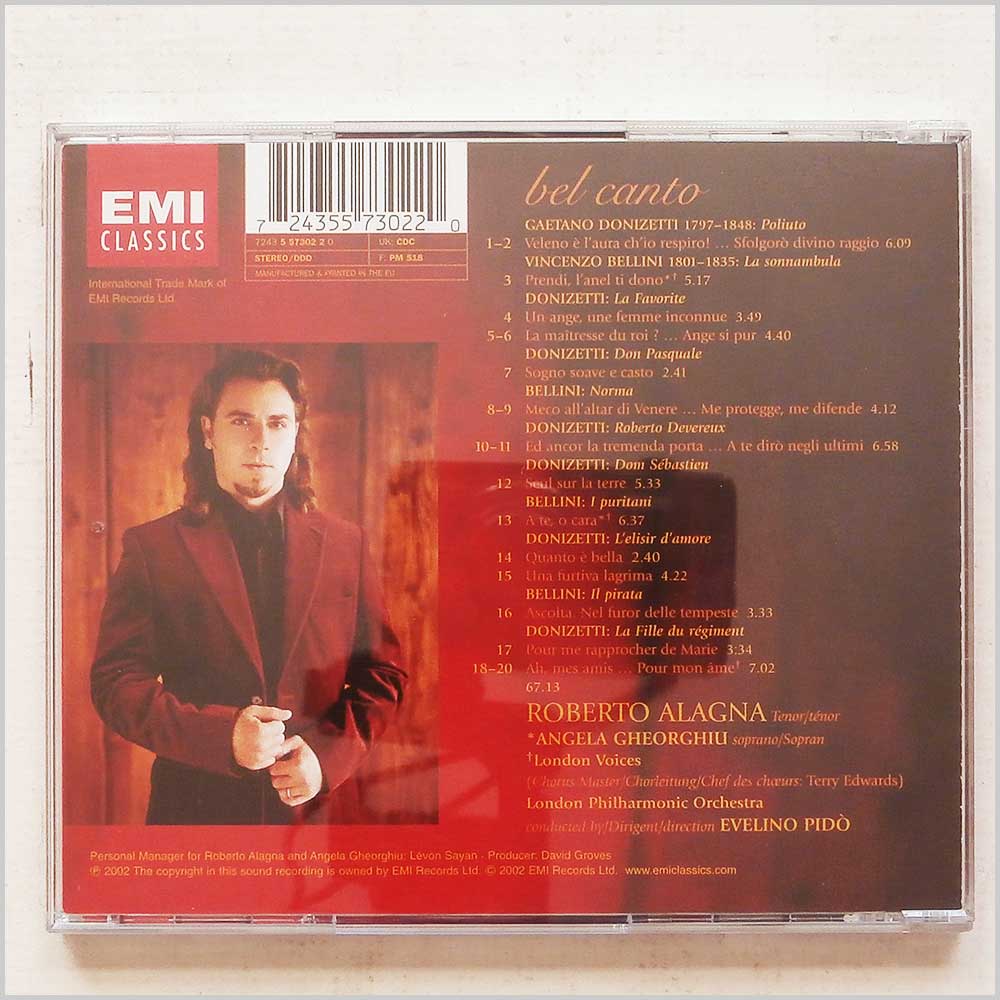 EMI
CLASSICS
International Trade Mark of
EMI Records Ltd.
7 24355 73022 0
7243 5 57302 2 0
UK: CDC
STEREO/DDD
F: PM 518
MANUFACTURED & PRINTED IN THE EU
bel canto
GAETANO DONIZETTI 1797–1848: Poliuto
1–2 Veleno è l'aura ch'io respiro! ... Sfolgorò divino raggio 6.09
VINCENZO BELLINI 1801–1835: La sonnambula
3 Prendi, l'anel ti dono*† 5.17
DONIZETTI: La Favorite
4 Un ange, une femme inconnue 3.49
5–6 La maîtresse du roi ? ... Ange si pur 4.40
DONIZETTI: Don Pasquale
7 Sogno soave e casto 2.41
BELLINI: Norma
8–9 Meco all'altar di Venere ... Me protegge, me difende 4.12
DONIZETTI: Roberto Devereux
10–11 Ed ancor la tremenda porta ... A te dirò negli ultimi 6.58
DONIZETTI: Dom Sébastien
12 Seul sur la terre 5.33
BELLINI: I puritani
13 A te, o cara*† 6.37
DONIZETTI: L'elisir d'amore
14 Quanto è bella 2.40
15 Una furtiva lagrima 4.22
BELLINI: Il pirata
16 Ascolta. Nel furor delle tempeste 3.33
DONIZETTI: La Fille du régiment
17 Pour me rapprocher de Marie 3:34
18–20 Ah, mes amis ... Pour mon âme† 7.02
67.13
ROBERTO ALAGNA Tenor/ténor
*ANGELA GHEORGHIU soprano/Sopran
†London Voices
(Chorus Master/Chorleitung/Chef des chœurs: Terry Edwards)
London Philharmonic Orchestra
conducted by/Dirigent/direction EVELINO PIDÒ
Personal Manager for Roberto Alagna and Angela Gheorghiu: Lévon Sayan · Producer: David Groves
℗ 2002 The copyright in this sound recording is owned by EMI Records Ltd. © 2002 EMI Records Ltd. www.emiclassics.com